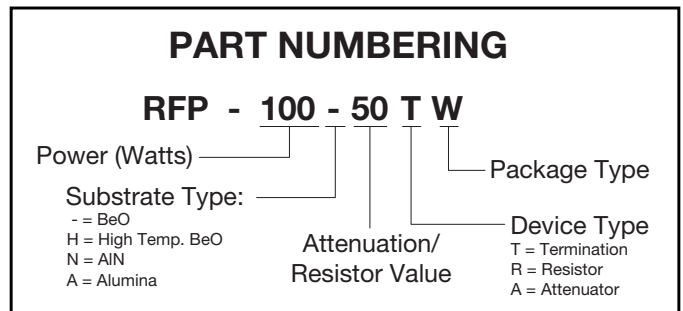 PART NUMBERING
RFP - 100 - 50 T W
Power (Watts)
Package Type
Substrate Type:
- = BeO
H = High Temp. BeO
N = AlN
A = Alumina
Attenuation/
Resistor Value
Device Type
T = Termination
R = Resistor
A = Attenuator